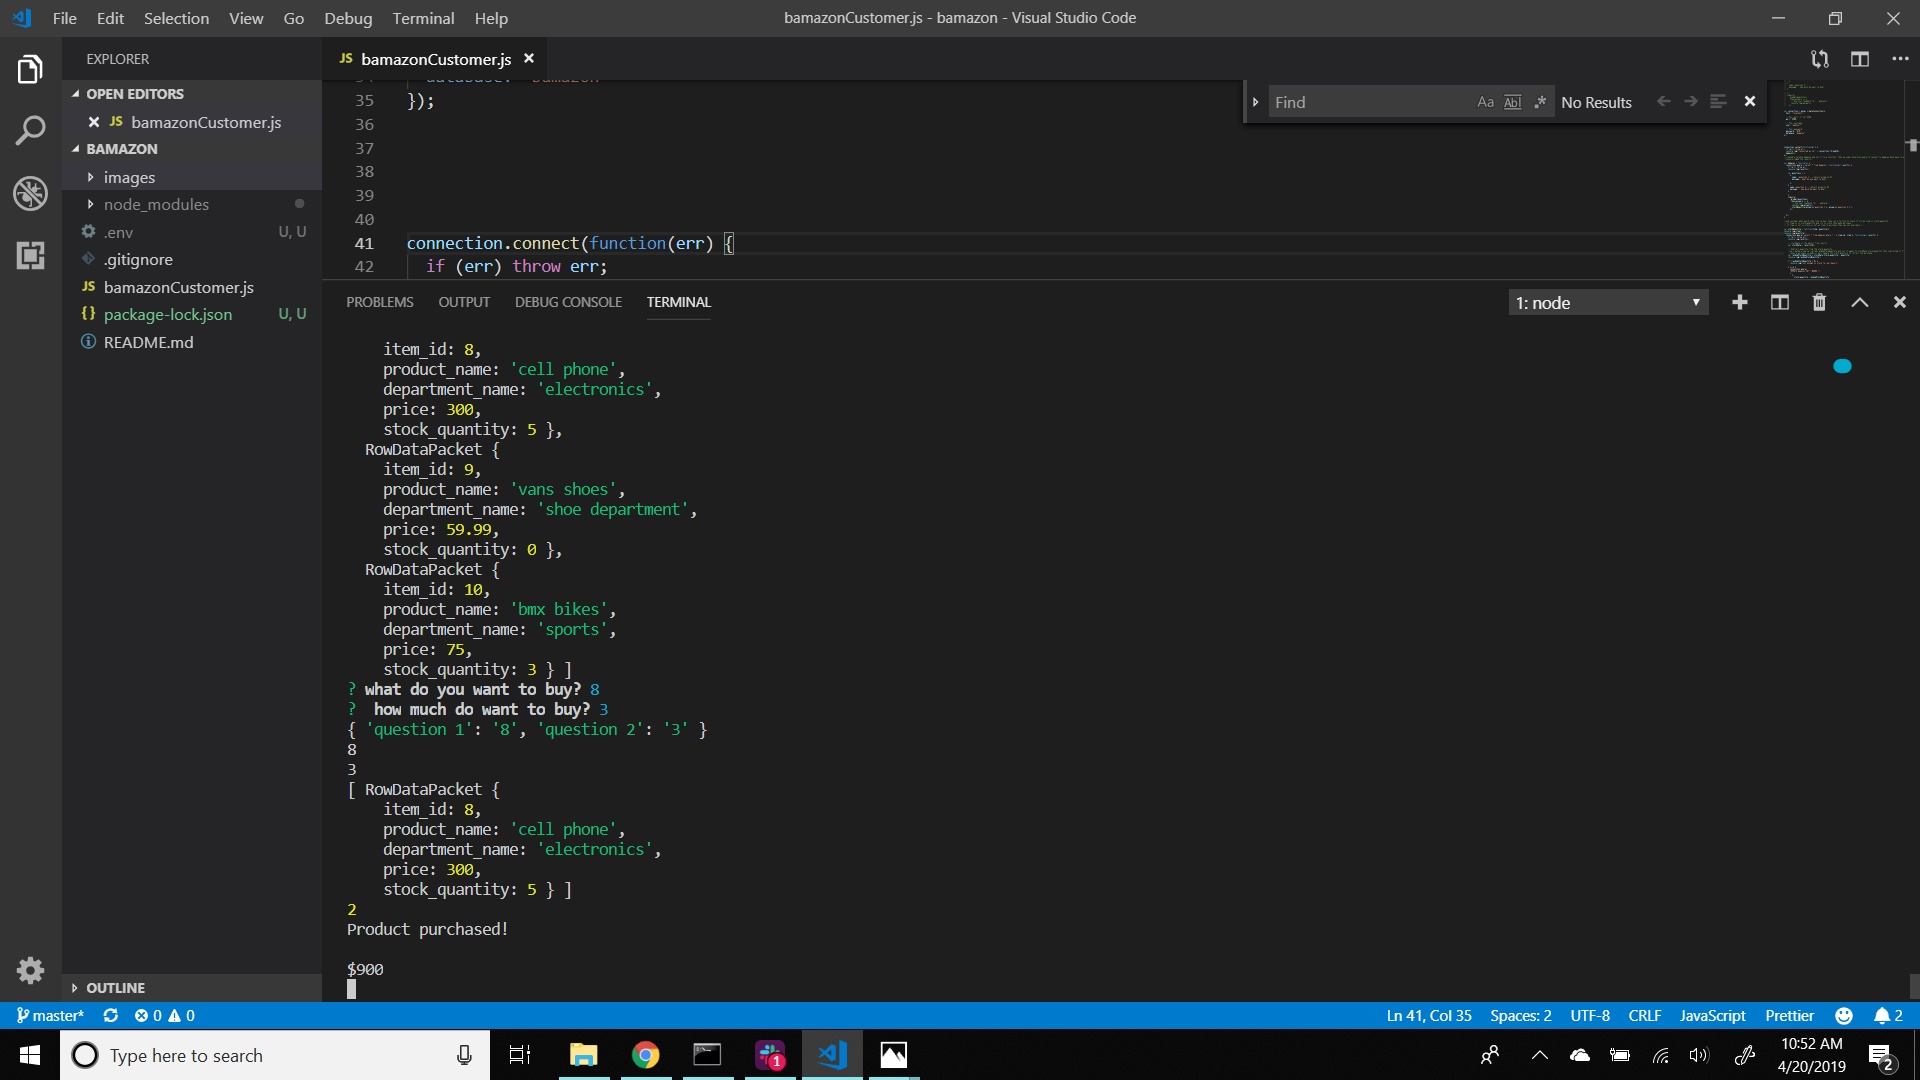 File Edit Selection View Go Debug Terminal Help
bamazonCustomer.js - bamazon - Visual Studio Code
EXPLORER
OPEN EDITORS
JS bamazonCustomer.js
BAMAZON
images
node_modules
.env U, U
.gitignore
JS bamazonCustomer.js
{} package-lock.json U, U
README.md
OUTLINE
JS bamazonCustomer.js
35 });
36
37
38
39
40
41 connection.connect(function(err) {
42 if (err) throw err;
Find Aa Abl .* No Results
PROBLEMS OUTPUT DEBUG CONSOLE TERMINAL
1: node
item_id: 8,
product_name: 'cell phone',
department_name: 'electronics',
price: 300,
stock_quantity: 5 },
RowDataPacket {
item_id: 9,
product_name: 'vans shoes',
department_name: 'shoe department',
price: 59.99,
stock_quantity: 0 },
RowDataPacket {
item_id: 10,
product_name: 'bmx bikes',
department_name: 'sports',
price: 75,
stock_quantity: 3 } ]
? what do you want to buy? 8
? how much do want to buy? 3
{ 'question 1': '8', 'question 2': '3' }
8
3
[ RowDataPacket {
item_id: 8,
product_name: 'cell phone',
department_name: 'electronics',
price: 300,
stock_quantity: 5 } ]
2
Product purchased!
$900
master* 0 0
Ln 41, Col 35 Spaces: 2 UTF-8 CRLF JavaScript Prettier 2
Type here to search
1
10:52 AM
4/20/2019
2